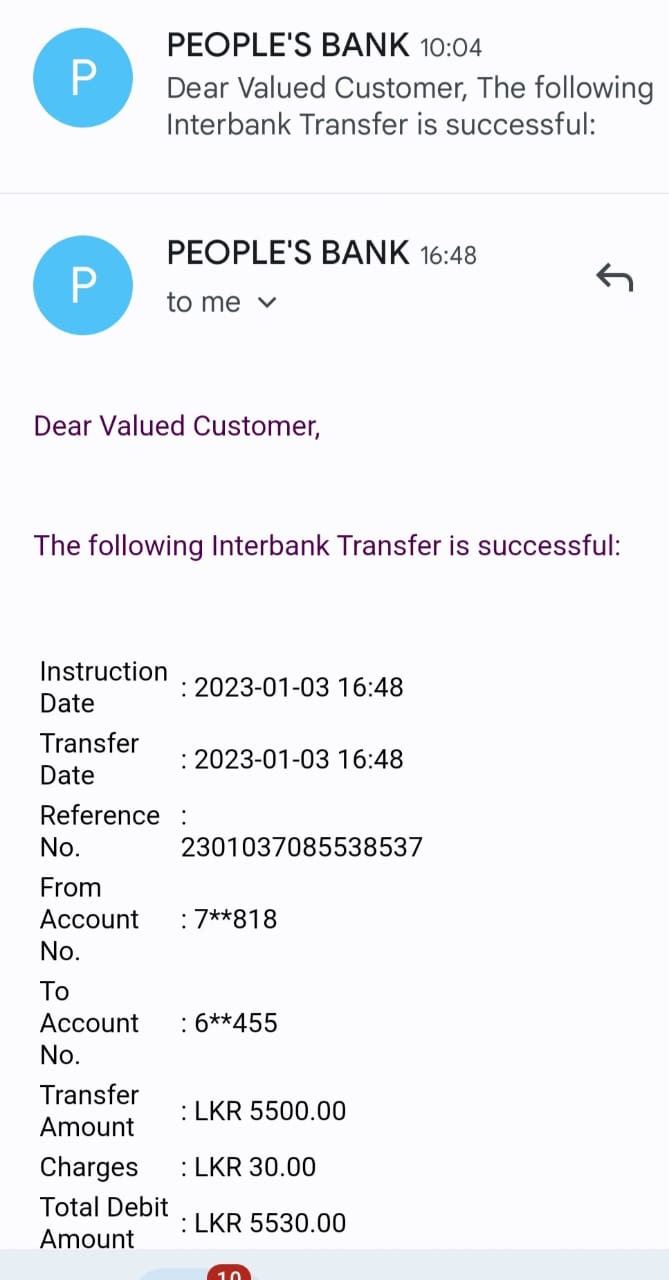 P
PEOPLE'S BANK 10:04
Dear Valued Customer, The following
Interbank Transfer is successful:
P
PEOPLE'S BANK 16:48
to me
Dear Valued Customer,
The following Interbank Transfer is successful:
Instruction
Date : 2023-01-03 16:48
Transfer
Date : 2023-01-03 16:48
Reference :
No. 2301037085538537
From
Account : 7**818
No.
To
Account : 6**455
No.
Transfer
Amount : LKR 5500.00
Charges : LKR 30.00
Total Debit
Amount : LKR 5530.00
10